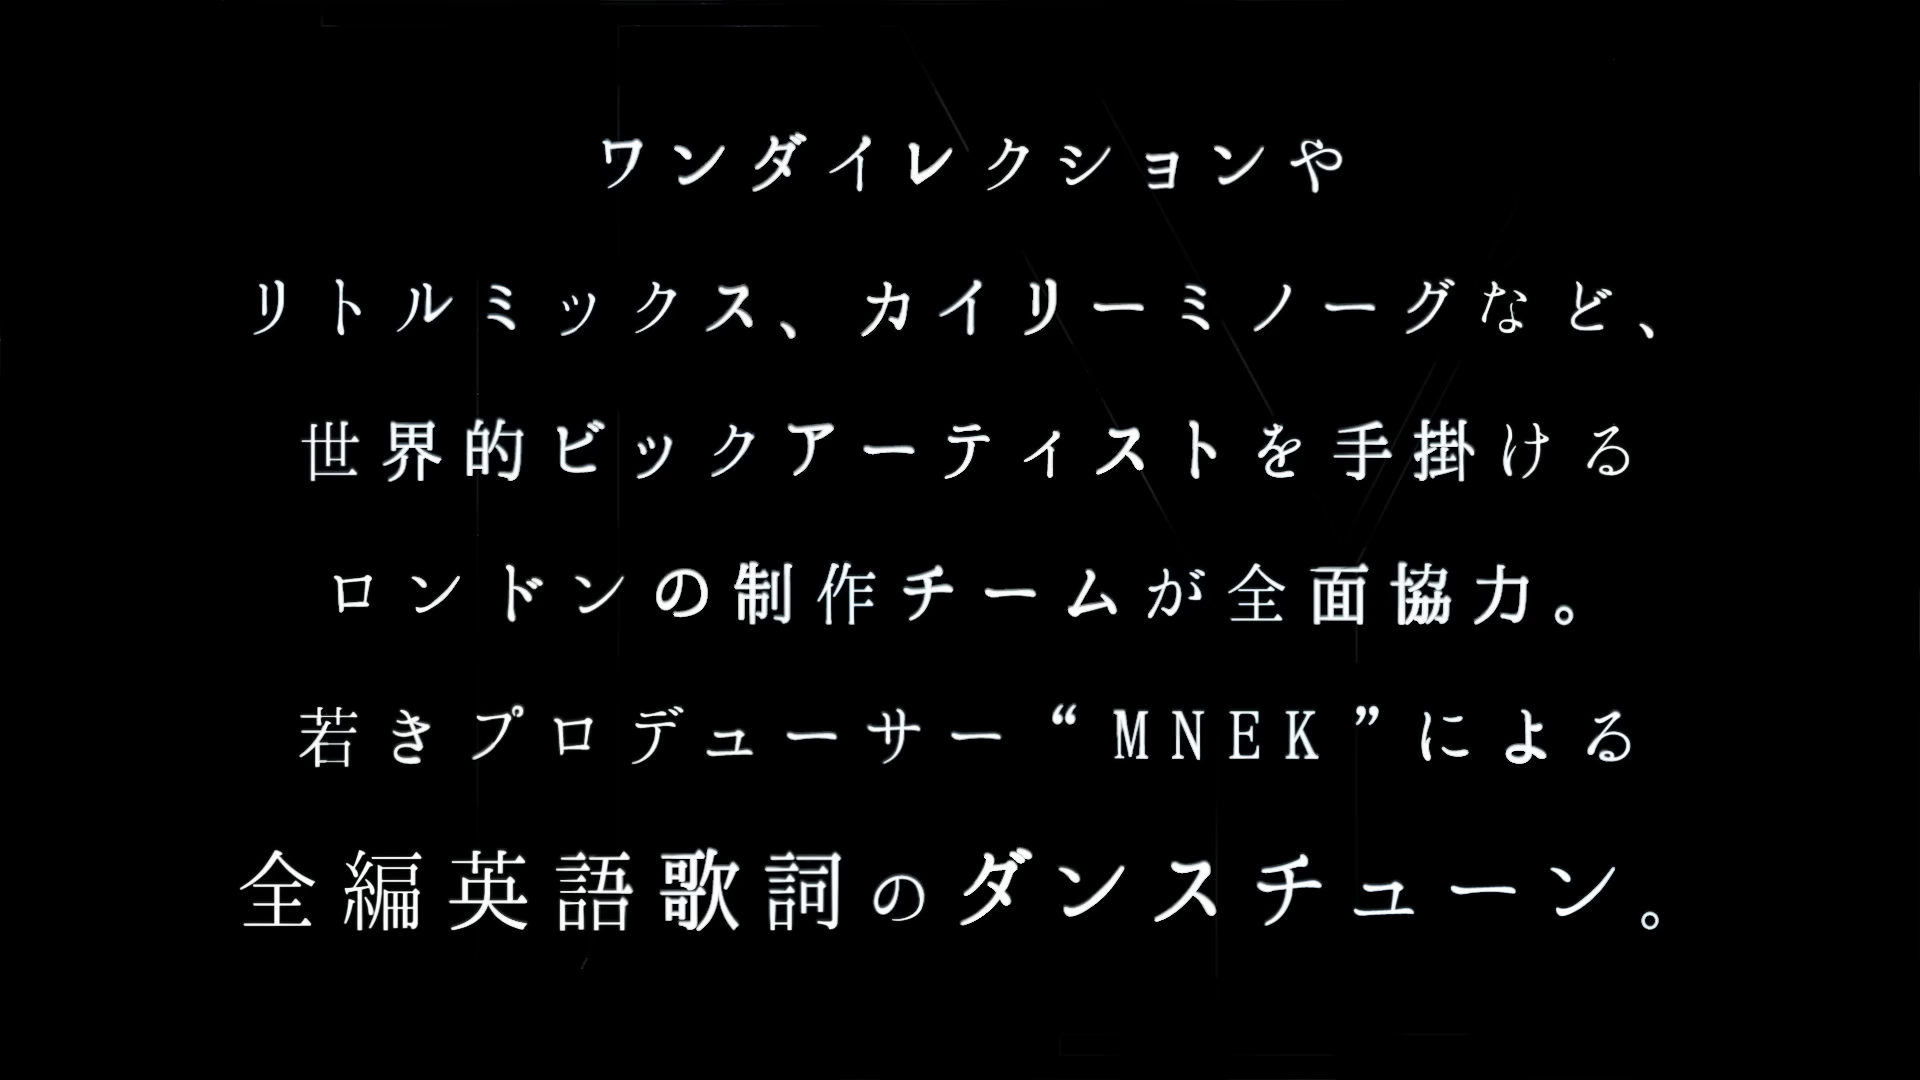 ワンダイレクションや
リトルミックス、カイリーミノーグなど、
世界的ビックアーティストを手掛ける
ロンドンの制作チームが全面協力。
若きプロデューサー“MNEK”による
全編英語歌詞のダンスチューン。